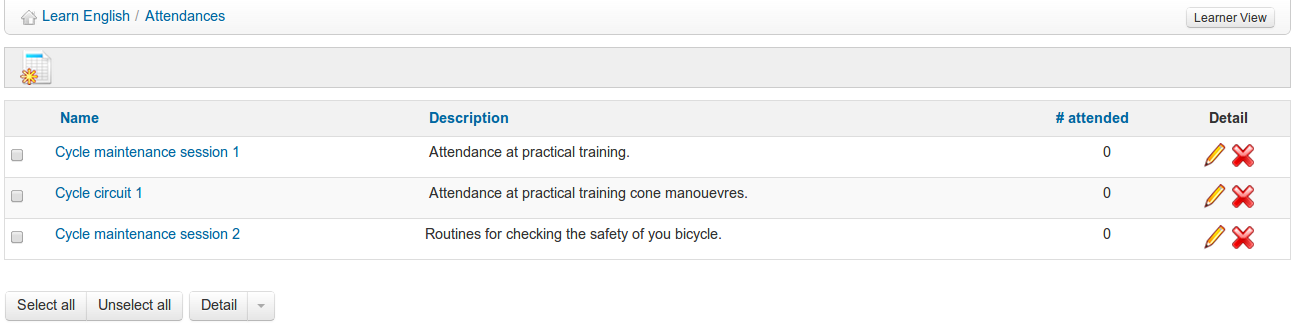 Learn English / Attendances
Learner View
Name Description # attended Detail
Cycle maintenance session 1 Attendance at practical training. 0
Cycle circuit 1 Attendance at practical training cone manouevres. 0
Cycle maintenance session 2 Routines for checking the safety of you bicycle. 0
Select all Unselect all Detail